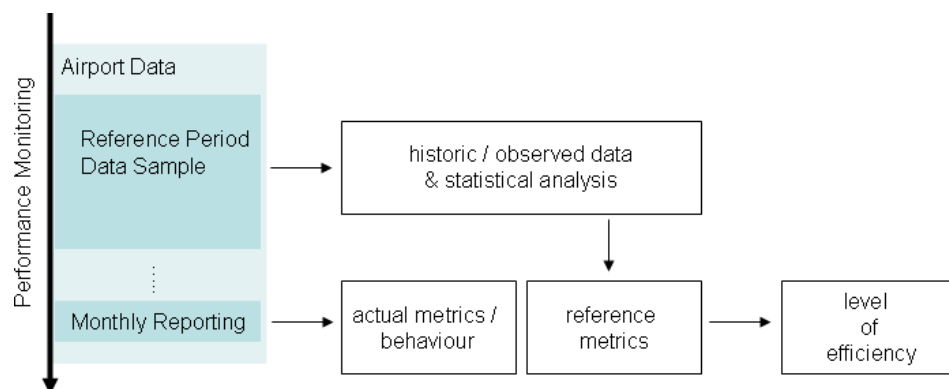 Performance Monitoring
Airport Data
Reference Period
Data Sample
historic / observed data
& statistical analysis
Monthly Reporting
actual metrics /
behaviour
reference
metrics
level
of
efficiency